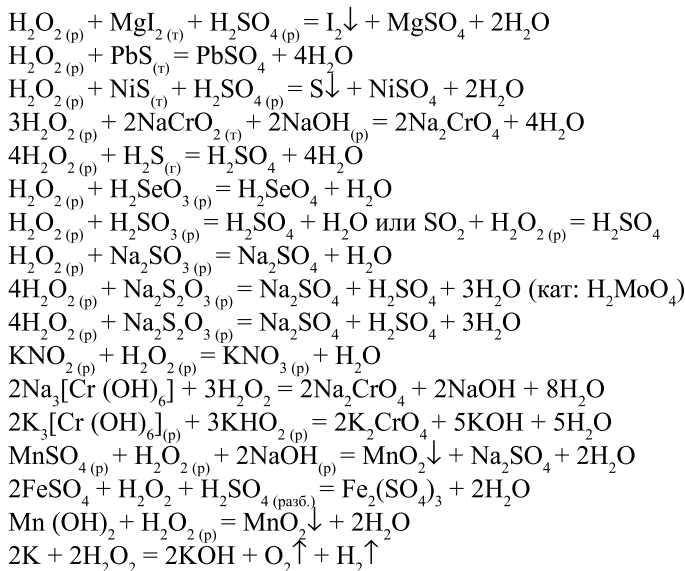 H₂O₂ (р) + MgI₂ (т) + H₂SO₄ (р) = I₂↓ + MgSO₄ + 2H₂O
H₂O₂ (р) + PbS(т) = PbSO₄ + 4H₂O
H₂O₂ (р) + NiS(т) + H₂SO₄ (р) = S↓ + NiSO₄ + 2H₂O
3H₂O₂ (р) + 2NaCrO₂ (т) + 2NaOH(р) = 2Na₂CrO₄ + 4H₂O
4H₂O₂ (р) + H₂S(г) = H₂SO₄ + 4H₂O
H₂O₂ (р) + H₂SeO₃ (р) = H₂SeO₄ + H₂O
H₂O₂ (р) + H₂SO₃ (р) = H₂SO₄ + H₂O или SO₂ + H₂O₂ (р) = H₂SO₄
H₂O₂ (р) + Na₂SO₃ (р) = Na₂SO₄ + H₂O
4H₂O₂ (р) + Na₂S₂O₃ (р) = Na₂SO₄ + H₂SO₄ + 3H₂O (кат: H₂MoO₄)
4H₂O₂ (р) + Na₂S₂O₃ (р) = Na₂SO₄ + H₂SO₄ + 3H₂O
KNO₂ (р) + H₂O₂ (р) = KNO₃ (р) + H₂O
2Na₃[Cr (OH)₆] + 3H₂O₂ = 2Na₂CrO₄ + 2NaOH + 8H₂O
2K₃[Cr (OH)₆](р) + 3KHO₂ (р) = 2K₂CrO₄ + 5KOH + 5H₂O
MnSO₄ (р) + H₂O₂ (р) + 2NaOH(р) = MnO₂↓ + Na₂SO₄ + 2H₂O
2FeSO₄ + H₂O₂ + H₂SO₄ (разб.) = Fe₂(SO₄)₃ + 2H₂O
Mn (OH)₂ + H₂O₂ (р) = MnO₂↓ + 2H₂O
2K + 2H₂O₂ = 2KOH + O₂↑ + H₂↑